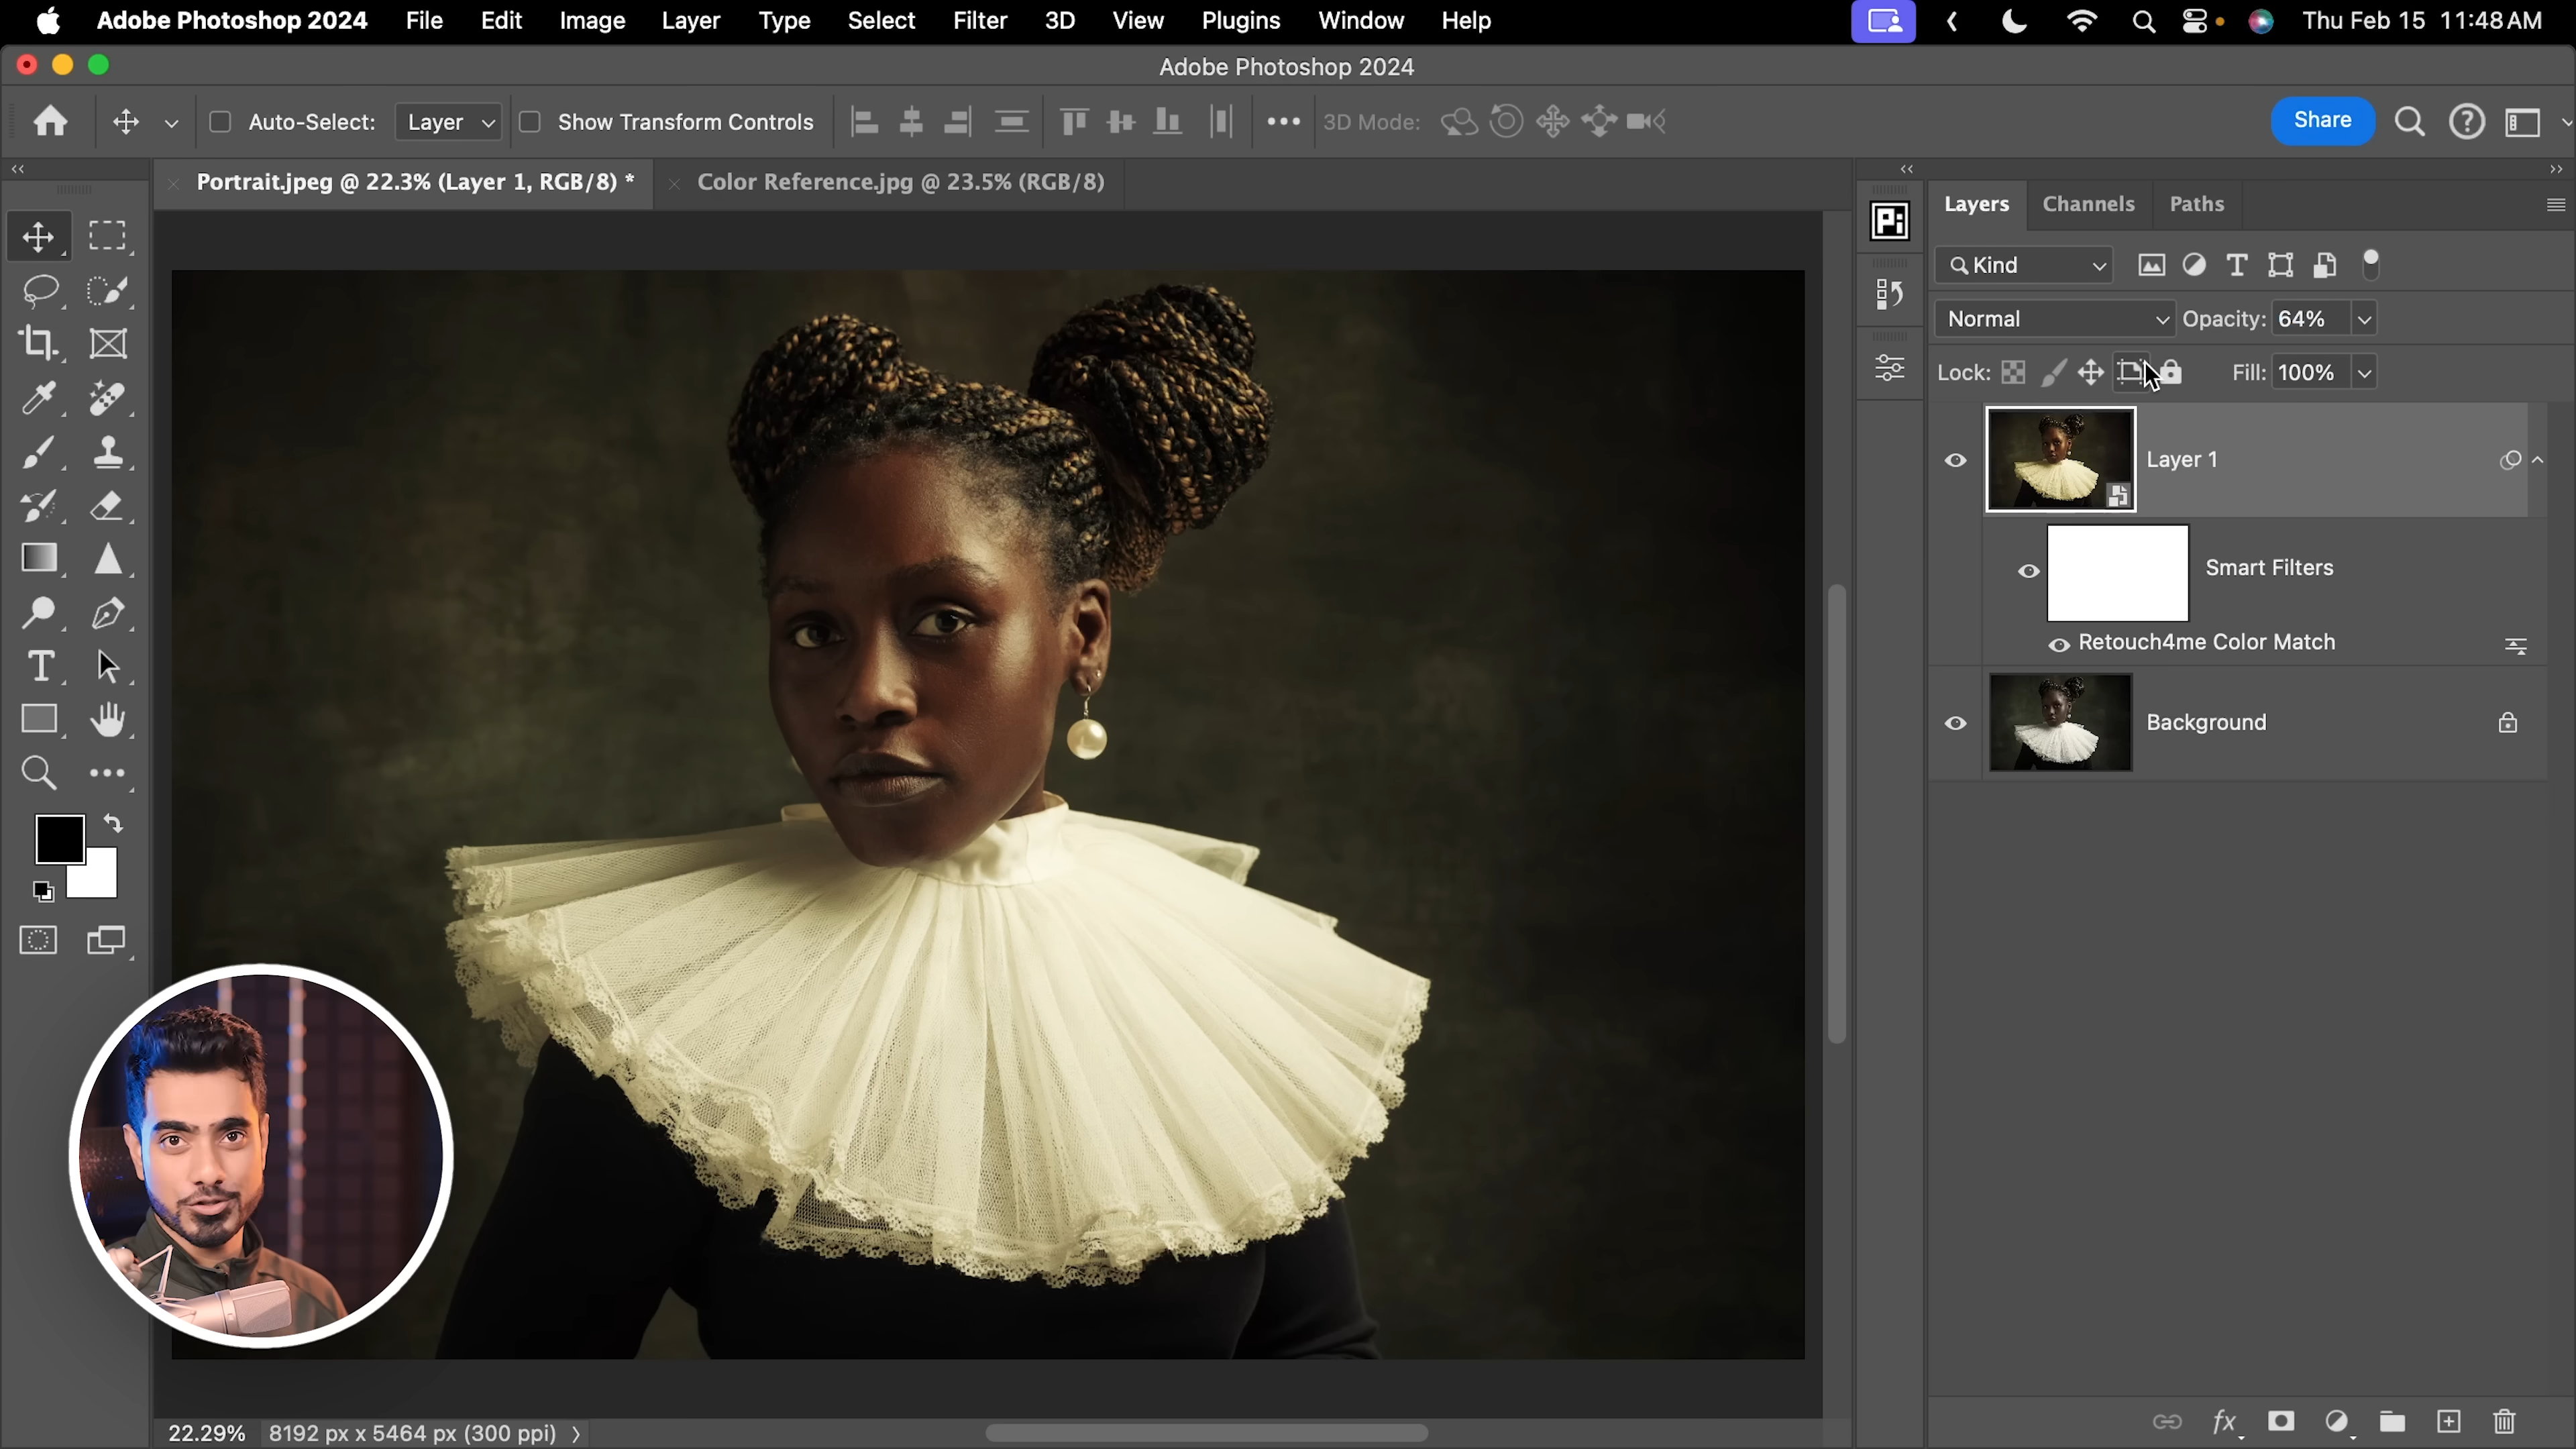 Adobe Photoshop 2024 File Edit Image Layer Type Select Filter 3D View Plugins Window Help Thu Feb 15 11:48 AM
Adobe Photoshop 2024
Auto-Select: Layer Show Transform Controls 3D Mode: Share
Portrait.jpeg @ 22.3% (Layer 1, RGB/8) * Color Reference.jpg @ 23.5% (RGB/8)
Pi
Layers Channels Paths
Kind
Normal Opacity: 64%
Lock: Fill: 100%
Layer 1
Smart Filters
Retouch4me Color Match
Background
22.29% 8192 px x 5464 px (300 ppi)
fx